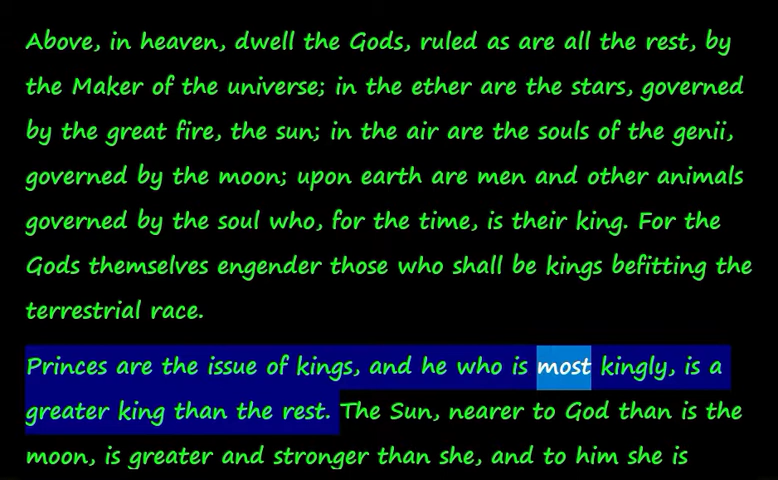 Above, in heaven, dwell the Gods, ruled as are all the rest, by
the Maker of the universe; in the ether are the stars, governed
by the great fire, the sun; in the air are the souls of the genii,
governed by the moon; upon earth are men and other animals
governed by the soul who, for the time, is their king. For the
Gods themselves engender those who shall be kings befitting the
terrestrial race.
Princes are the issue of kings, and he who is most kingly, is a
greater king than the rest. The Sun, nearer to God than is the
moon, is greater and stronger than she, and to him she is